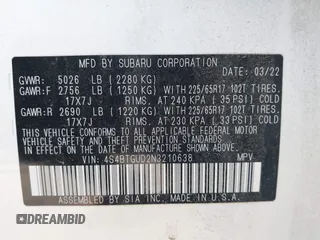 MFD BY SUBARU CORPORATION 03/22
GVWR: 5026 LB (2280 KG)
GAWR:F 2756 LB (1250 KG) WITH 225/65R17 102T TIRES.
17X7J RIMS. AT 240 KPA (35 PSI) COLD
GAWR:R 2690 LB (1220 KG) WITH 225/65R17 102T TIRES.
17X7J RIMS. AT 230 KPA (33 PSI) COLD
THIS VEHICLE CONFORMS TO ALL APPLICABLE
FEDERAL MOTOR VEHICLE SAFETY
STANDARDS IN EFFECT ON THE DATE OF
MANUFACTURE SHOWN ABOVE.
VIN: 4S4BTGUD2N3210638 MPV
ASSEMBLED BY SIA INC. MADE IN U.S.A.
DREAMBID